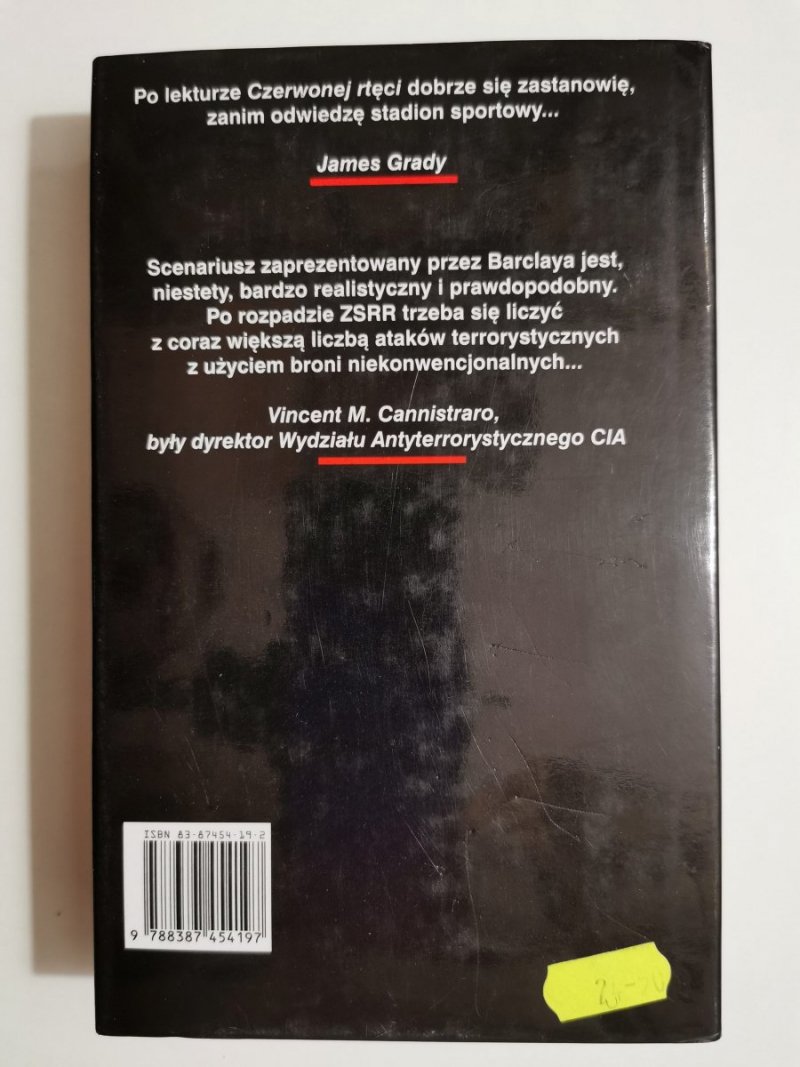 Po lekturze Czerwonej rtęci dobrze się zastanowię,
zanim odwiedzę stadion sportowy...
James Grady
Scenariusz zaprezentowany przez Barclaya jest,
niestety, bardzo realistyczny i prawdopodobny.
Po rozpadzie ZSRR trzeba się liczyć
z coraz większą liczbą ataków terrorystycznych
z użyciem broni niekonwencjonalnych...
Vincent M. Cannistraro,
były dyrektor Wydziału Antyterrorystycznego CIA
ISBN 83-87454-19-2
9 788387 454197